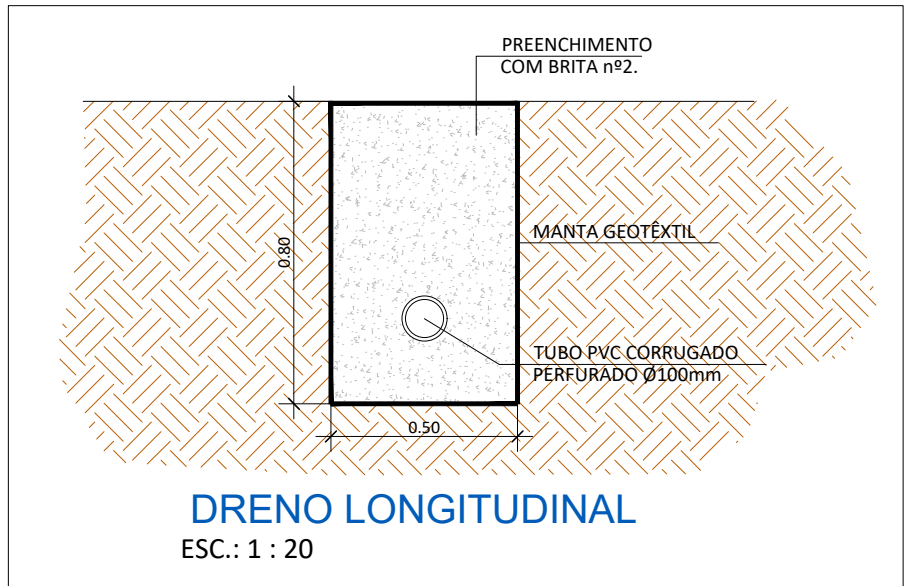 PREENCHIMENTO
COM BRITA nº2.
0.80
MANTA GEOTÊXTIL
TUBO PVC CORRUGADO
PERFURADO Ø100mm
0.50
DRENO LONGITUDINAL
ESC.: 1 : 20